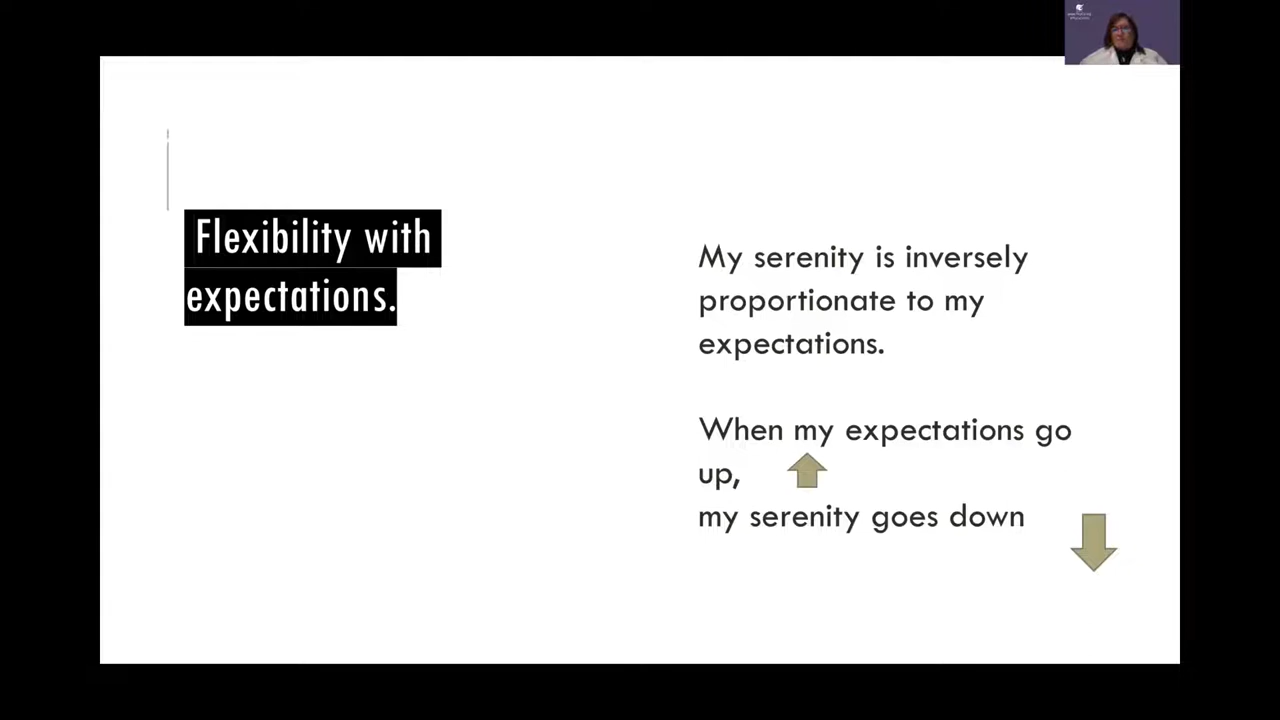 Flexibility with
expectations.
My serenity is inversely
proportionate to my
expectations.
When my expectations go
up,
my serenity goes down